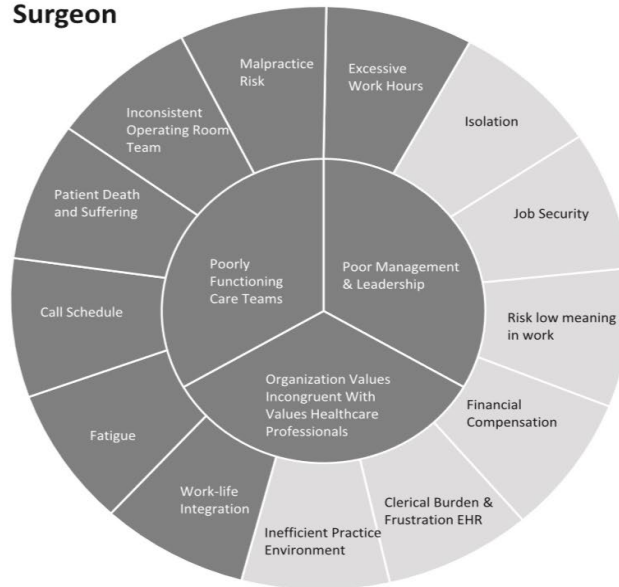 Surgeon
Malpractice
Risk
Excessive
Work Hours
Isolation
Job Security
Risk low meaning
in work
Financial
Compensation
Clerical Burden &
Frustration EHR
Inefficient Practice
Environment
Work-life
Integration
Fatigue
Call Schedule
Patient Death
and Suffering
Inconsistent
Operating Room
Team
Poorly
Functioning
Care Teams
Poor Management
& Leadership
Organization Values
Incongruent With
Values Healthcare
Professionals